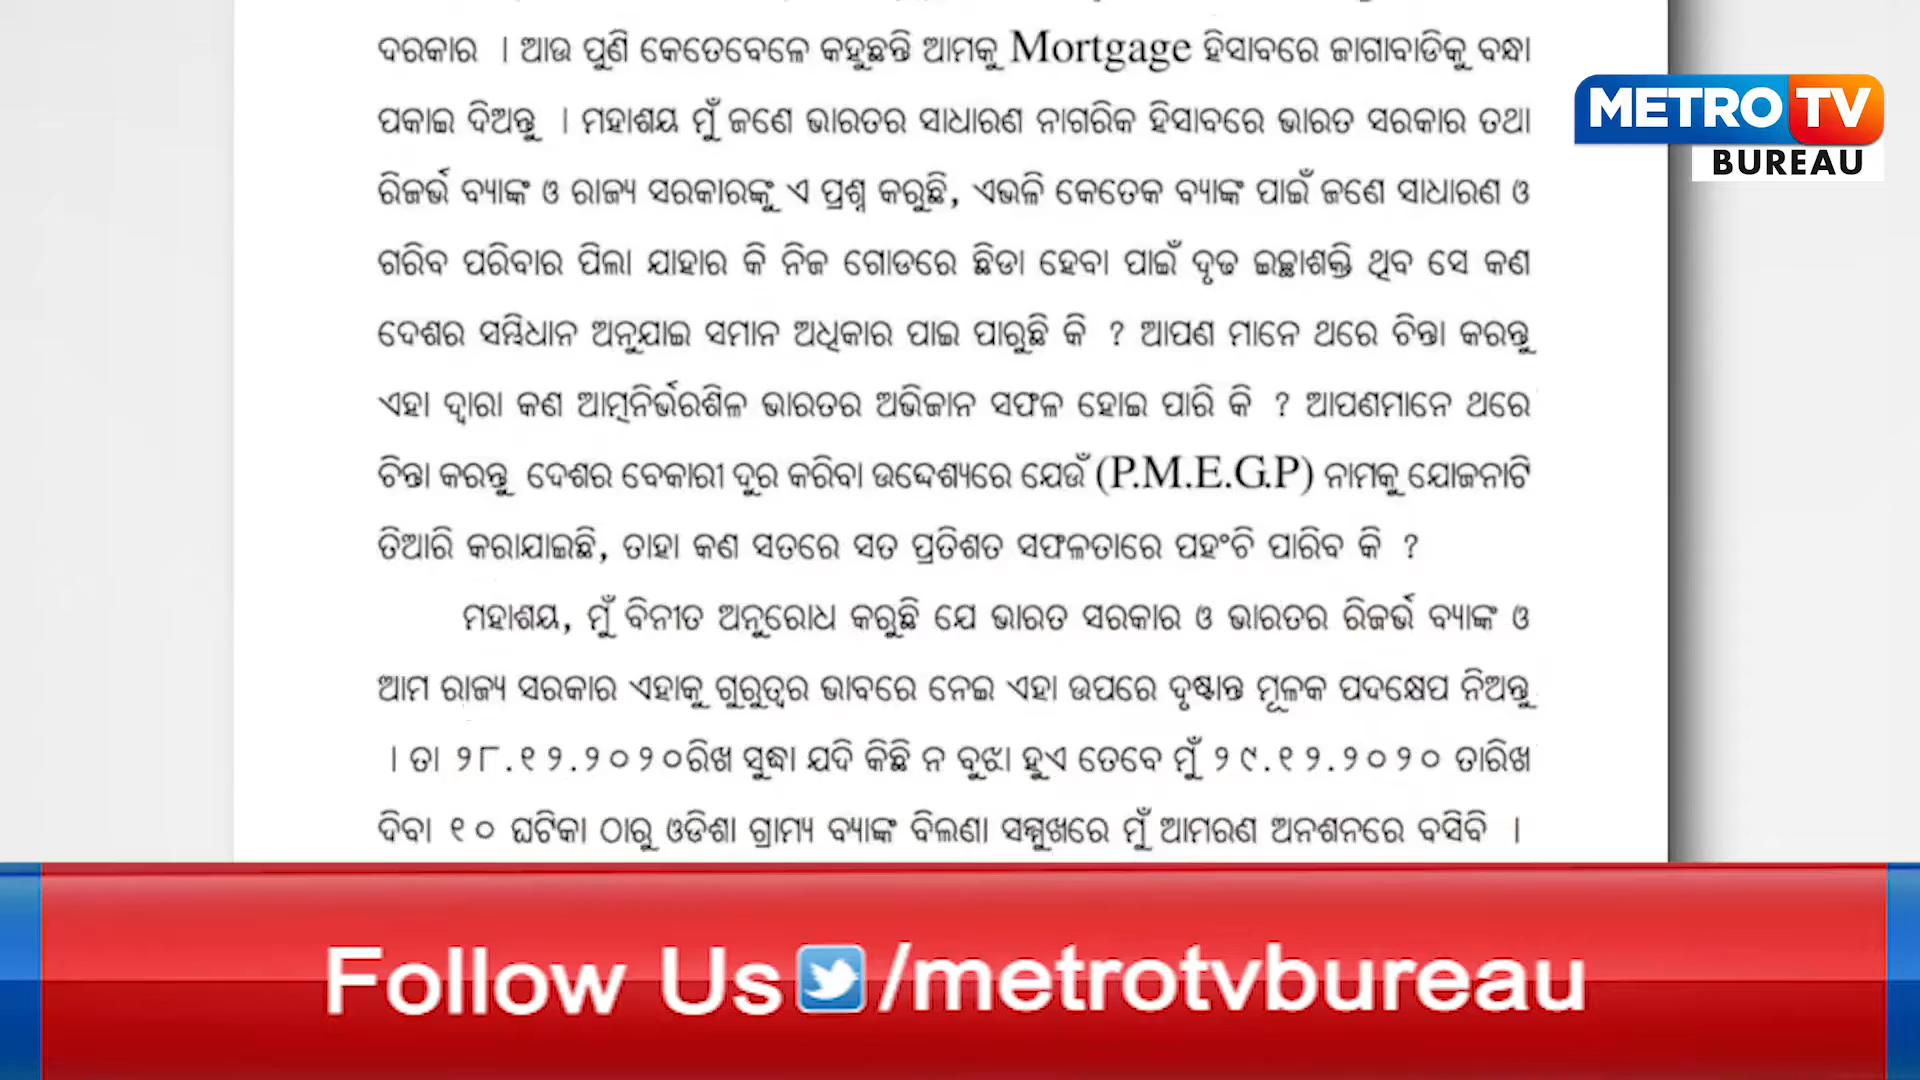 ଦରକାର । ଆଉ ପୁଣି କେତେବେଳେ କହୁଛନ୍ତି ଆମକୁ Mortgage ହିସାବରେ ଜାଗାବାଡିକୁ ବନ୍ଧା
ପକାଇ ଦିଅନ୍ତୁ । ମହାଶୟ ମୁଁ ଜଣେ ଭାରତର ସାଧାରଣ ନାଗରିକ ହିସାବରେ ଭାରତ ସରକାର ତଥା
ରିଜର୍ଭ ବ୍ୟାଙ୍କ ଓ ରାଜ୍ୟ ସରକାରଙ୍କୁ ଏ ପ୍ରଶ୍ନ କରୁଛି, ଏଭଳି କେତେକ ବ୍ୟାଙ୍କ ପାଇଁ ଜଣେ ସାଧାରଣ ଓ
ଗରିବ ପରିବାର ପିଲା ଯାହାର କି ନିଜ ଗୋଡରେ ଛିଡା ହେବା ପାଇଁ ଦୃଢ ଇଚ୍ଛାଶକ୍ତି ଥିବ ସେ କଣ
ଦେଶର ସମ୍ଭିଧାନ ଅନୁଯାଇ ସମାନ ଅଧିକାର ପାଇ ପାରୁଛି କି ? ଆପଣ ମାନେ ଥରେ ଚିନ୍ତା କରନ୍ତୁ
ଏହା ଦ୍ୱାରା କଣ ଆତ୍ମନିର୍ଭରଶିଳ ଭାରତର ଅଭିଜାନ ସଫଳ ହୋଇ ପାରି କି ? ଆପଣମାନେ ଥରେ
ଚିନ୍ତା କରନ୍ତୁ ଦେଶର ବେକାରୀ ଦୁର କରିବା ଉଦ୍ଦେଶ୍ୟରେ ଯେଉଁ (P.M.E.G.P) ନାମକୁ ଯୋଜନାଟି
ତିଆରି କରାଯାଇଛି, ତାହା କଣ ସତରେ ସତ ପ୍ରତିଶତ ସଫଳତାରେ ପହଂଚି ପାରିବ କି ?
ମହାଶୟ, ମୁଁ ବିନୀତ ଅନୁରୋଧ କରୁଛି ଯେ ଭାରତ ସରକାର ଓ ଭାରତର ରିଜର୍ଭ ବ୍ୟାଙ୍କ ଓ
ଆମ ରାଜ୍ୟ ସରକାର ଏହାକୁ ଗୁରୁତ୍ୱର ଭାବରେ ନେଇ ଏହା ଉପରେ ଦୃଷ୍ଟାନ୍ତ ମୂଳକ ପଦକ୍ଷେପ ନିଅନ୍ତୁ
। ତା ୨୮.୧୨.୨୦୨୦ରିଖ ସୁଦ୍ଧା ଯଦି କିଛି ନ ବୁଝା ହୁଏ ତେବେ ମୁଁ ୨୯.୧୨.୨୦୨୦ ତାରିଖ
ଦିବା ୧୦ ଘଟିକା ଠାରୁ ଓଡିଶା ଗ୍ରାମ୍ୟ ବ୍ୟାଙ୍କ ବିଲଣା ସମ୍ମୁଖରେ ମୁଁ ଆମରଣ ଅନଶନରେ ବସିବି ।
METRO TV
BUREAU
Follow Us /metrotvbureau